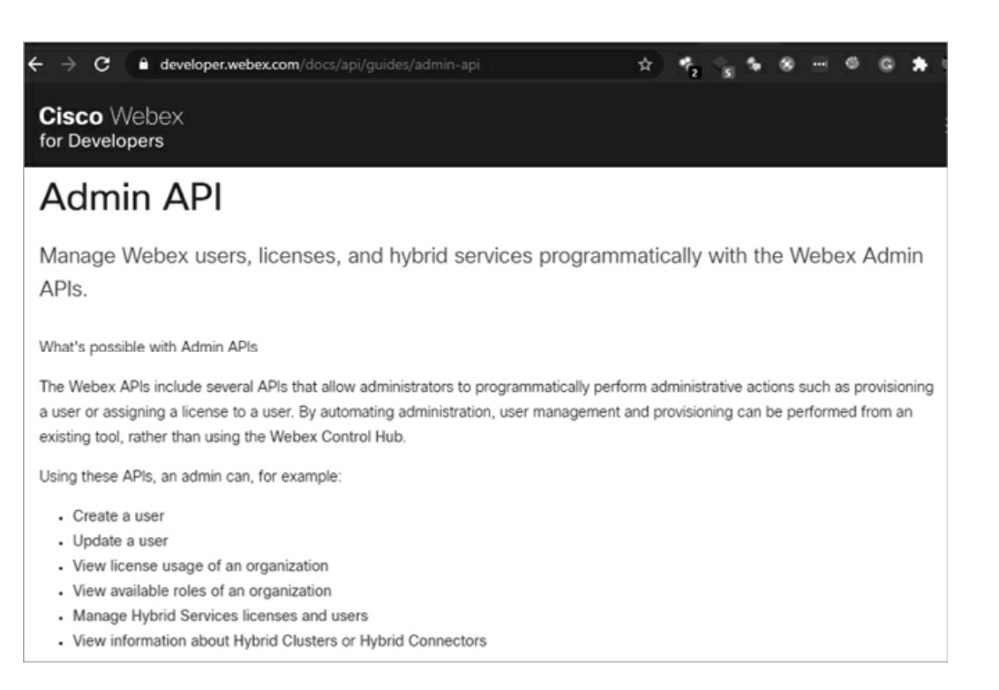 developer.webex.com/docs/api/guides/admin-api
2
5
Cisco Webex
for Developers
Admin API
Manage Webex users, licenses, and hybrid services programmatically with the Webex Admin
APIs.
What's possible with Admin APIs
The Webex APIs include several APIs that allow administrators to programmatically perform administrative actions such as provisioning
a user or assigning a license to a user. By automating administration, user management and provisioning can be performed from an
existing tool, rather than using the Webex Control Hub.
Using these APIs, an admin can, for example:
• Create a user
• Update a user
• View license usage of an organization
• View available roles of an organization
• Manage Hybrid Services licenses and users
• View information about Hybrid Clusters or Hybrid Connectors